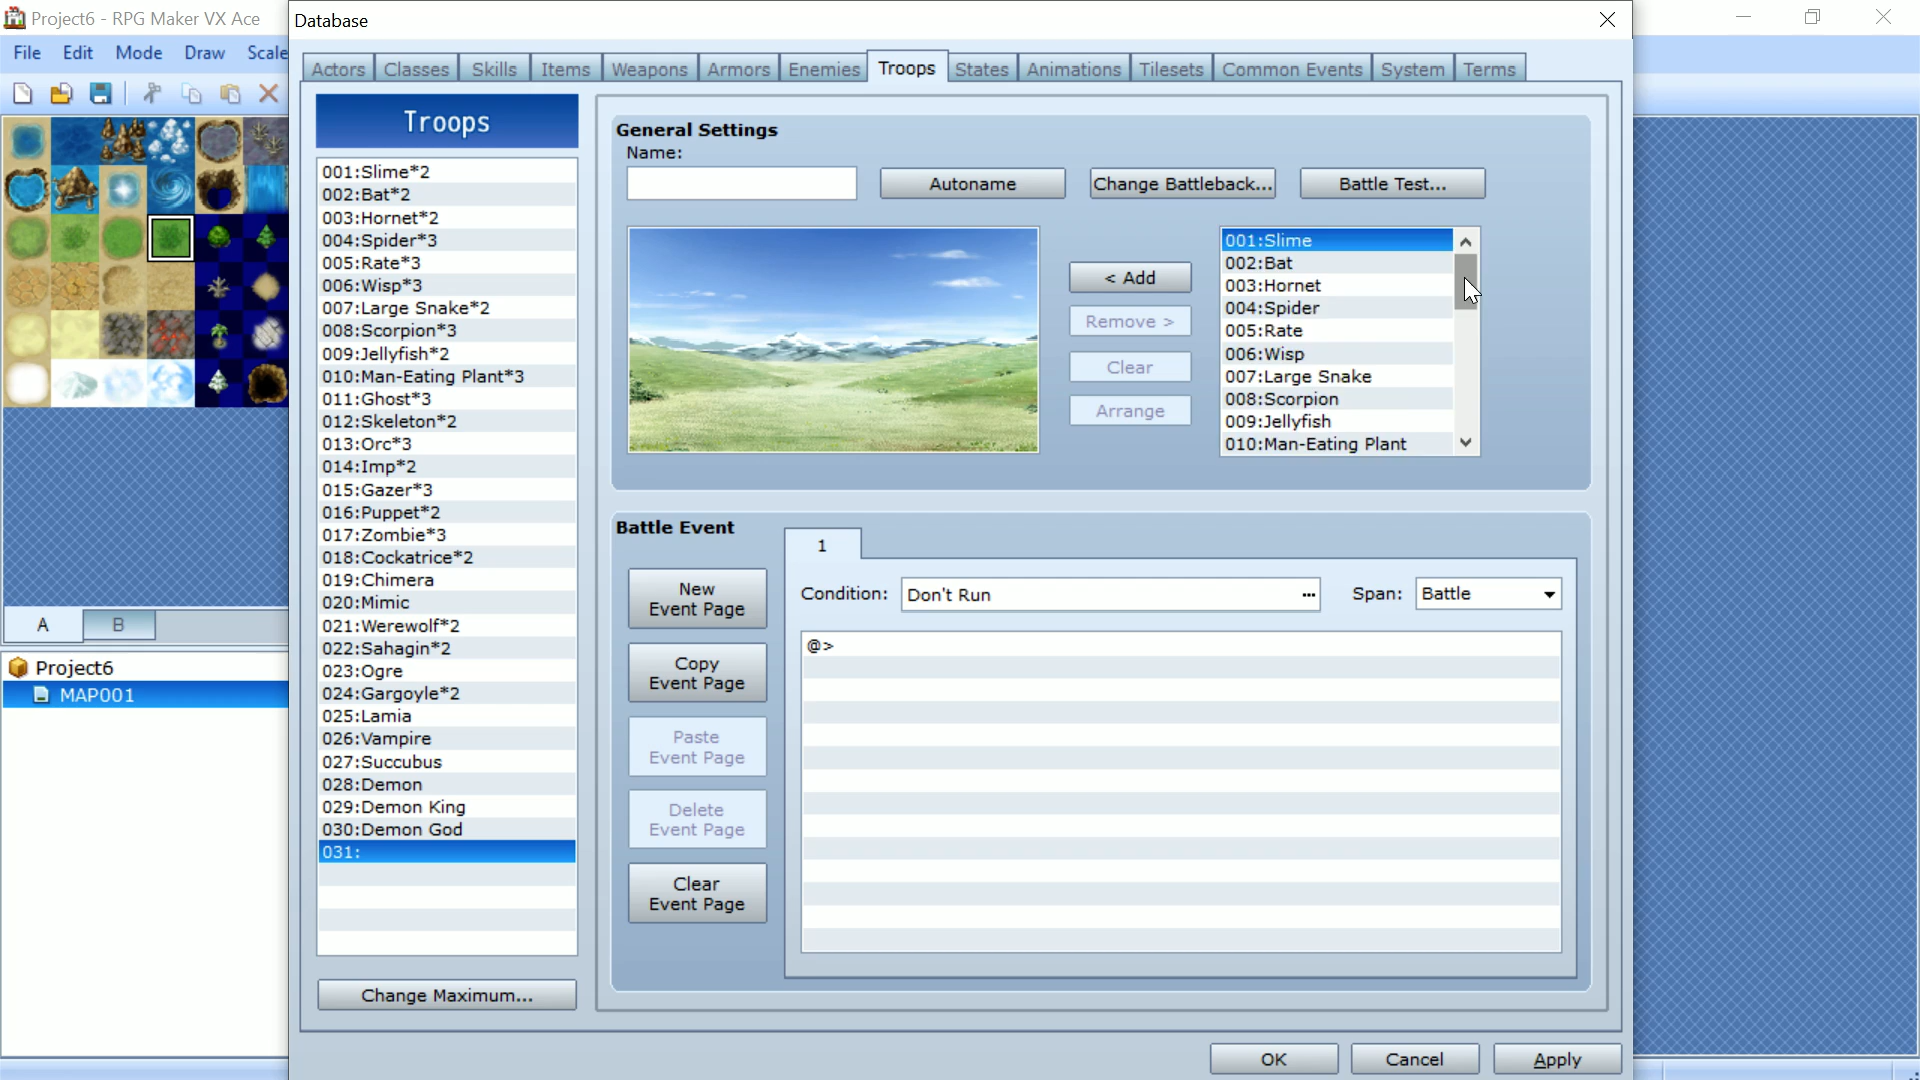 Project6 - RPG Maker VX Ace
File Edit Mode Draw Scale
A B
Project6
MAP001
Database
Actors Classes Skills Items Weapons Armors Enemies Troops States Animations Tilesets Common Events System Terms
Troops
001:Slime*2
002:Bat*2
003:Hornet*2
004:Spider*3
005:Rate*3
006:Wisp*3
007:Large Snake*2
008:Scorpion*3
009:Jellyfish*2
010:Man-Eating Plant*3
011:Ghost*3
012:Skeleton*2
013:Orc*3
014:Imp*2
015:Gazer*3
016:Puppet*2
017:Zombie*3
018:Cockatrice*2
019:Chimera
020:Mimic
021:Werewolf*2
022:Sahagin*2
023:Ogre
024:Gargoyle*2
025:Lamia
026:Vampire
027:Succubus
028:Demon
029:Demon King
030:Demon God
031:
Change Maximum...
General Settings
Name:
Autoname Change Battleback... Battle Test...
< Add
Remove >
Clear
Arrange
001:Slime
002:Bat
003:Hornet
004:Spider
005:Rate
006:Wisp
007:Large Snake
008:Scorpion
009:Jellyfish
010:Man-Eating Plant
Battle Event
1
New
Event Page
Copy
Event Page
Paste
Event Page
Delete
Event Page
Clear
Event Page
Condition: Don't Run ... Span: Battle
@>
OK Cancel Apply